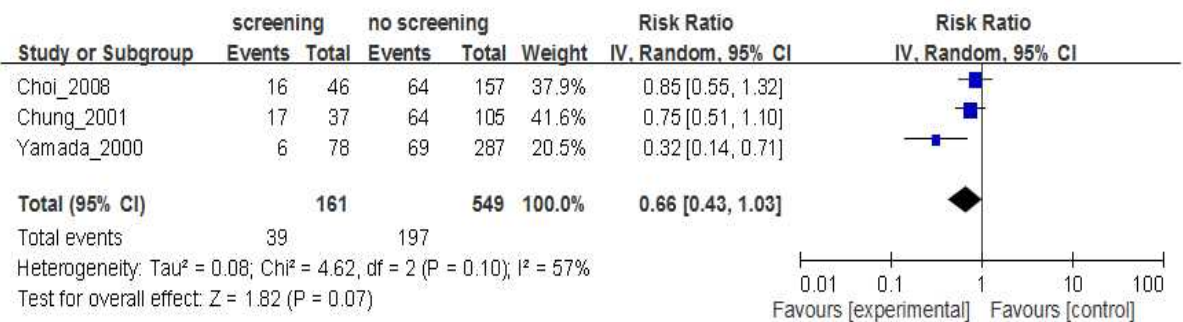 screening no screening Risk Ratio Risk Ratio
Study or Subgroup Events Total Events Total Weight IV, Random, 95% CI IV, Random, 95% CI
Choi_2008 16 46 64 157 37.9% 0.85 [0.55, 1.32]
Chung_2001 17 37 64 105 41.6% 0.75 [0.51, 1.10]
Yamada_2000 6 78 69 287 20.5% 0.32 [0.14, 0.71]
Total (95% CI) 161 549 100.0% 0.66 [0.43, 1.03]
Total events 39 197
Heterogeneity: Tau² = 0.08; Chi² = 4.62, df = 2 (P = 0.10); I² = 57%
Test for overall effect: Z = 1.82 (P = 0.07)
0.01 0.1 1 10 100
Favours [experimental] Favours [control]